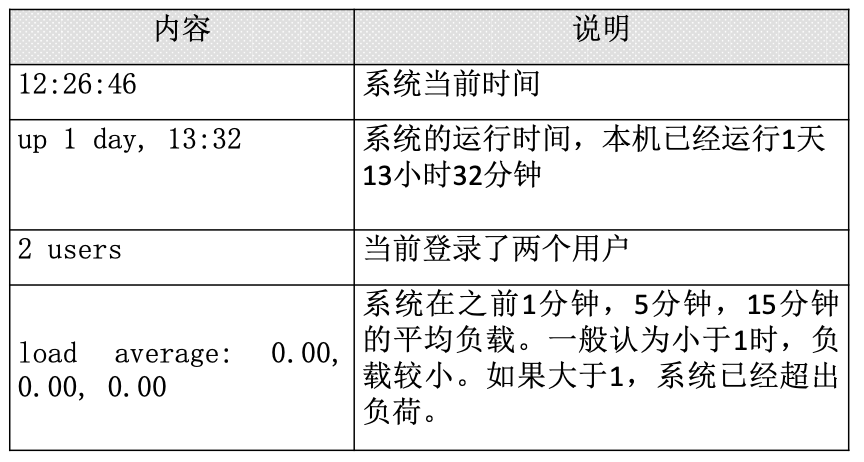 内容 说明
12:26:46 系统当前时间
up 1 day, 13:32 系统的运行时间，本机已经运行1天
13小时32分钟
2 users 当前登录了两个用户
load average: 0.00,
0.00, 0.00
系统在之前1分钟，5分钟，15分钟
的平均负载。一般认为小于1时，负
载较小。如果大于1，系统已经超出
负荷。